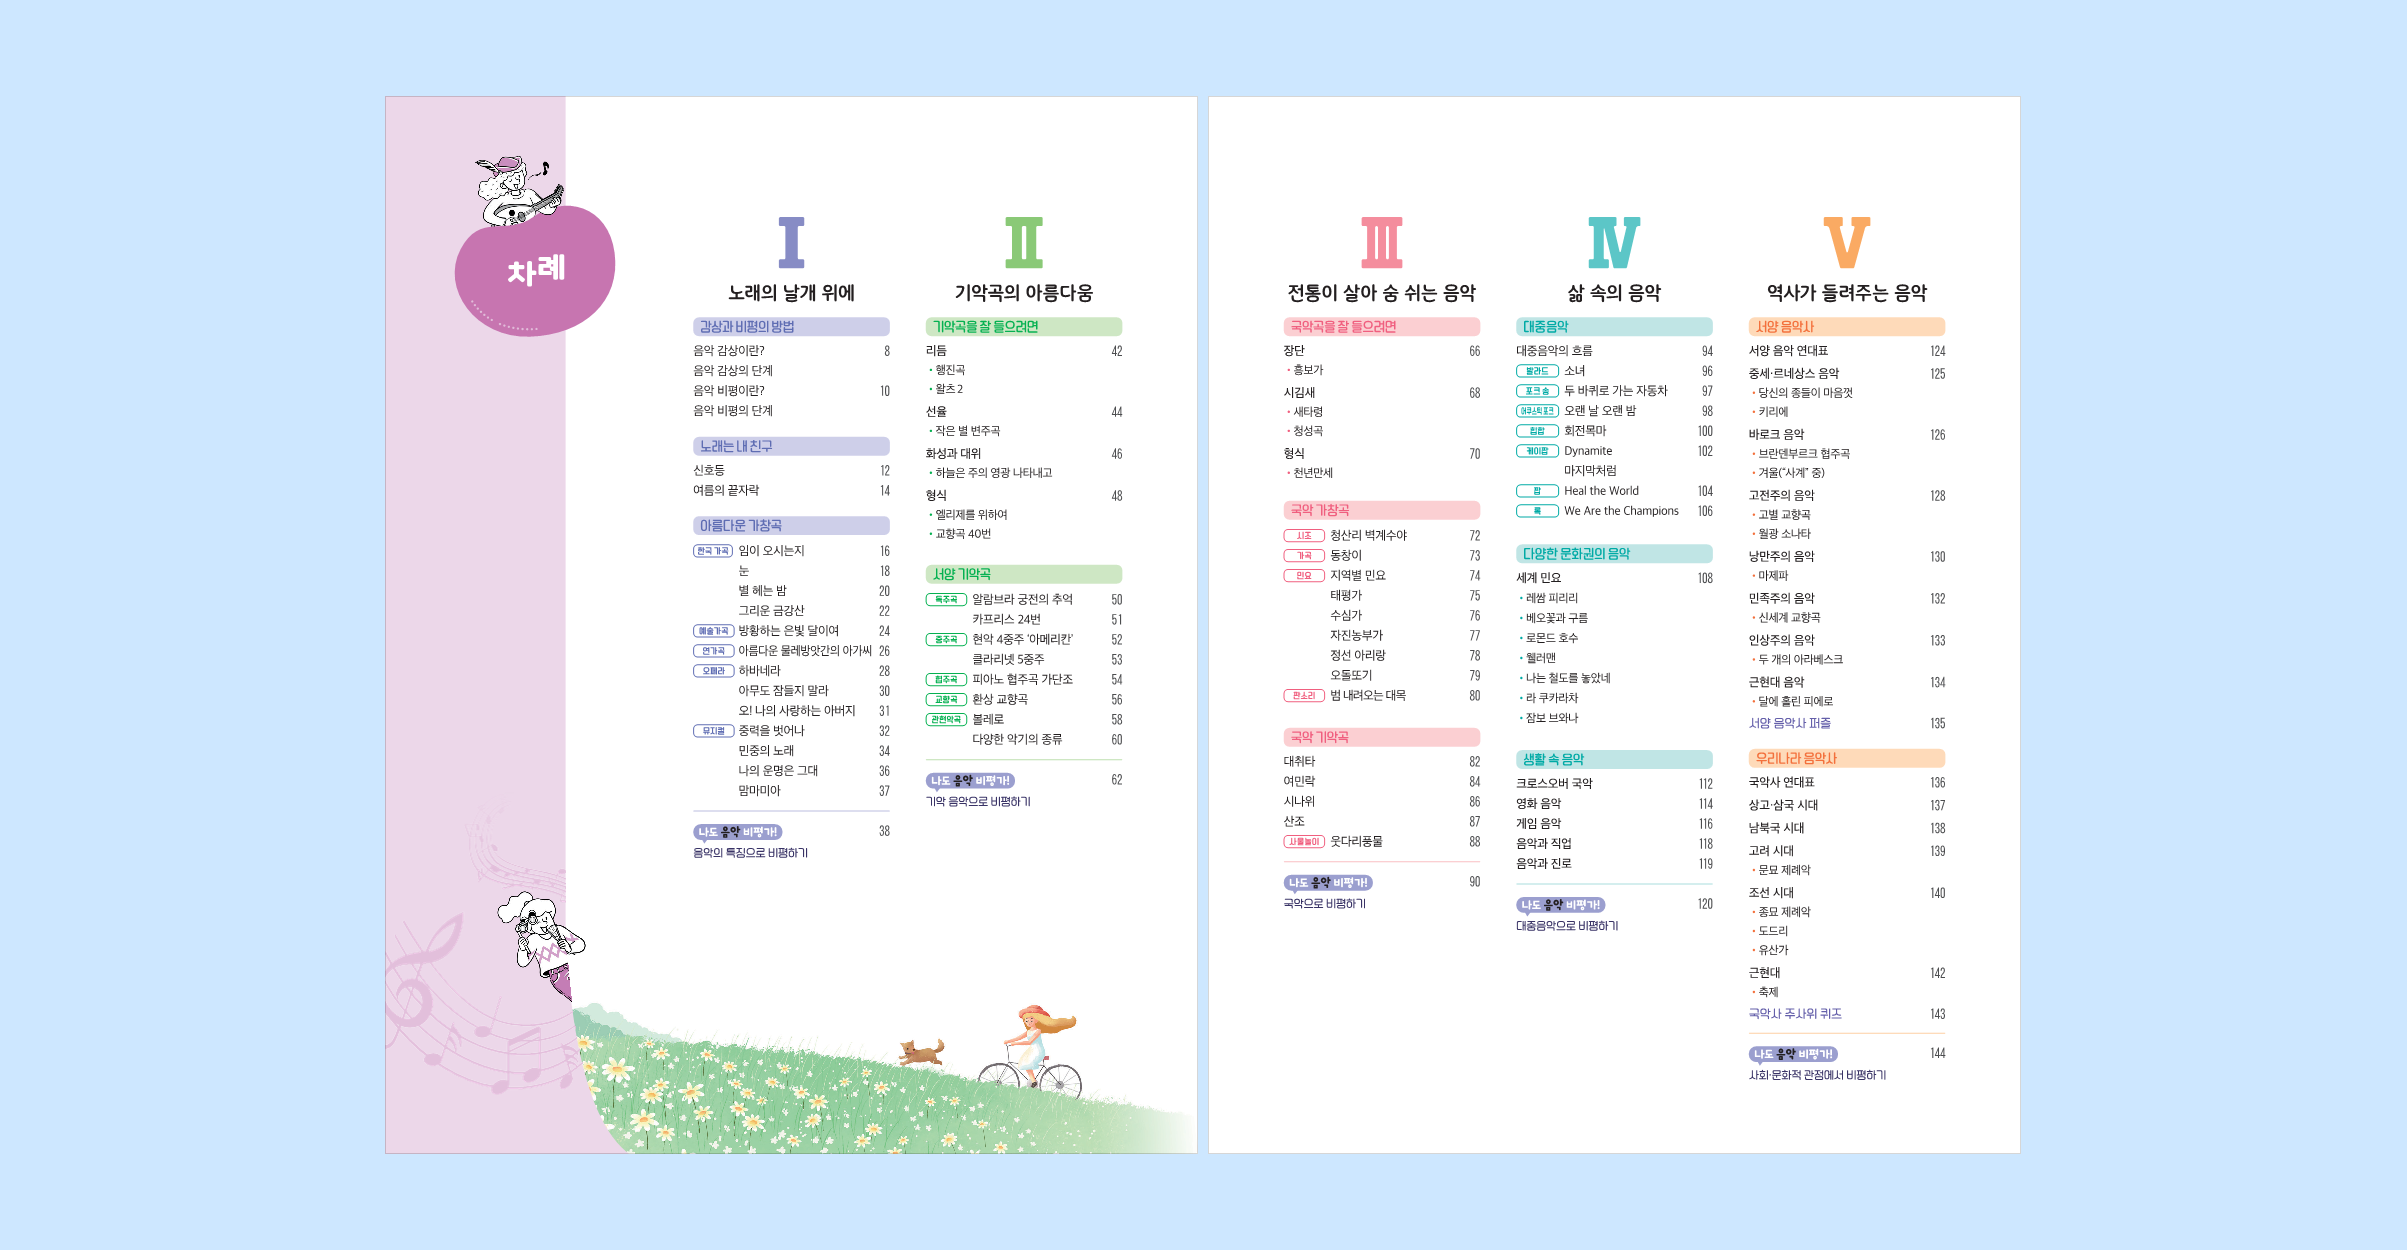 차례
I
노래의 날개 위에
감상과 비평의 방법
음악 감상이란? 8
음악 감상의 단계
음악 비평이란? 10
음악 비평의 단계
노래는 내 친구
신호등 12
여름의 끝자락 14
아름다운 가창곡
한국 가곡 임이 오시는지 16
눈 18
별 헤는 밤 20
그리운 금강산 22
예술가곡 방황하는 은빛 달이여 24
연가곡 아름다운 물레방앗간의 아가씨 26
오페라 하바네라 28
아무도 잠들지 말라 30
오! 나의 사랑하는 아버지 31
뮤지컬 중력을 벗어나 32
민중의 노래 34
나의 운명은 그대 36
맘마미아 37
나도 음악 비평가! 38
음악의 특징으로 비평하기
II
기악곡의 아름다움
기악곡을 잘 들으려면
리듬 42
• 행진곡
• 왈츠 2
선율 44
• 작은 별 변주곡
화성과 대위 46
• 하늘은 주의 영광 나타내고
형식 48
• 엘리제를 위하여
• 교향곡 40번
서양 기악곡
독주곡 알람브라 궁전의 추억 50
카프리스 24번 51
중주곡 현악 4중주 ‘아메리칸’ 52
클라리넷 5중주 53
협주곡 피아노 협주곡 가단조 54
교향곡 환상 교향곡 56
관현악곡 볼레로 58
다양한 악기의 종류 60
나도 음악 비평가! 62
기악 음악으로 비평하기
III
전통이 살아 숨 쉬는 음악
국악곡을 잘 들으려면
장단 66
• 흥보가
시김새 68
• 새타령
• 청성곡
형식 70
• 천년만세
국악 가창곡
시조 청산리 벽계수야 72
가곡 동창이 73
민요 지역별 민요 74
태평가 75
수심가 76
자진농부가 77
정선 아리랑 78
오돌또기 79
판소리 범 내려오는 대목 80
국악 기악곡
대취타 82
여민락 84
시나위 86
산조 87
사물놀이 웃다리풍물 88
나도 음악 비평가! 90
국악으로 비평하기
IV
삶 속의 음악
대중음악
대중음악의 흐름 94
발라드 소녀 96
포크 송 두 바퀴로 가는 자동차 97
어쿠스틱 포크 오랜 날 오랜 밤 98
힙합 회전목마 100
케이팝 Dynamite 102
마지막처럼
팝 Heal the World 104
록 We Are the Champions 106
다양한 문화권의 음악
세계 민요 108
• 레쌈 피리리
• 베오꽃과 구름
• 로몬드 호수
• 웰러맨
• 나는 철도를 놓았네
• 라 쿠카라차
• 잠보 브와나
생활 속 음악
크로스오버 국악 112
영화 음악 114
게임 음악 116
음악과 직업 118
음악과 진로 119
나도 음악 비평가! 120
대중음악으로 비평하기
V
역사가 들려주는 음악
서양 음악사
서양 음악 연대표 124
중세·르네상스 음악 125
• 당신의 종들이 마음껏
• 키리에
바로크 음악 126
• 브란덴부르크 협주곡
• 겨울(“사계” 중)
고전주의 음악 128
• 고별 교향곡
• 월광 소나타
낭만주의 음악 130
• 마제파
민족주의 음악 132
• 신세계 교향곡
인상주의 음악 133
• 두 개의 아라베스크
근현대 음악 134
• 달에 홀린 피에로
서양 음악사 퍼즐 135
우리나라 음악사
국악사 연대표 136
상고·삼국 시대 137
남북국 시대 138
고려 시대 139
• 문묘 제례악
조선 시대 140
• 종묘 제례악
• 도드리
• 유산가
근현대 142
• 축제
국악사 주사위 퀴즈 143
나도 음악 비평가! 144
사회·문화적 관점에서 비평하기